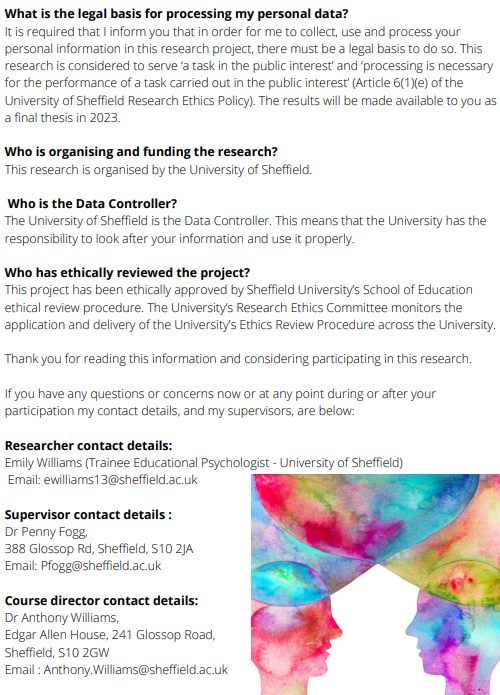 What is the legal basis for processing my personal data?
It is required that I inform you that in order for me to collect, use and process your
personal information in this research project, there must be a legal basis to do so. This
research is considered to serve ‘a task in the public interest’ and ‘processing is necessary
for the performance of a task carried out in the public interest’ (Article 6(1)(e) of the
University of Sheffield Research Ethics Policy). The results will be made available to you as
a final thesis in 2023.
Who is organising and funding the research?
This research is organised by the University of Sheffield.
Who is the Data Controller?
The University of Sheffield is the Data Controller. This means that the University has the
responsibility to look after your information and use it properly.
Who has ethically reviewed the project?
This project has been ethically approved by Sheffield University’s School of Education
ethical review procedure. The University’s Research Ethics Committee monitors the
application and delivery of the University’s Ethics Review Procedure across the University.
Thank you for reading this information and considering participating in this research.
If you have any questions or concerns now or at any point during or after your
participation my contact details, and my supervisors, are below:
Researcher contact details:
Emily Williams (Trainee Educational Psychologist - University of Sheffield)
Email: ewilliams13@sheffield.ac.uk
Supervisor contact details :
Dr Penny Fogg,
388 Glossop Rd, Sheffield, S10 2JA
Email: Pfogg@sheffield.ac.uk
Course director contact details:
Dr Anthony Williams,
Edgar Allen House, 241 Glossop Road,
Sheffield, S10 2GW
Email : Anthony.Williams@sheffield.ac.uk